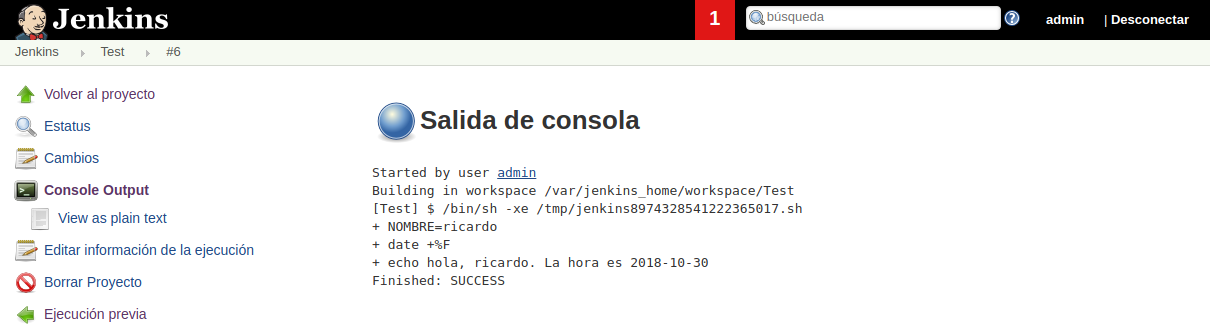 Jenkins
1
búsqueda
admin
| Desconectar
Jenkins
Test
#6
Volver al proyecto
Estatus
Cambios
Console Output
View as plain text
Editar información de la ejecución
Borrar Proyecto
Ejecución previa
Salida de consola
Started by user admin
Building in workspace /var/jenkins_home/workspace/Test
[Test] $ /bin/sh -xe /tmp/jenkins8974328541222365017.sh
+ NOMBRE=ricardo
+ date +%F
+ echo hola, ricardo. La hora es 2018-10-30
Finished: SUCCESS